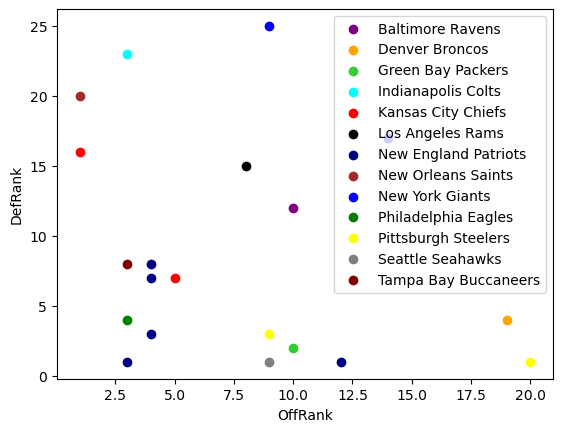 25
20
15
10
5
0
DefRank
2.5 5.0 7.5 10.0 12.5 15.0 17.5 20.0
OffRank
Baltimore Ravens
Denver Broncos
Green Bay Packers
Indianapolis Colts
Kansas City Chiefs
Los Angeles Rams
New England Patriots
New Orleans Saints
New York Giants
Philadelphia Eagles
Pittsburgh Steelers
Seattle Seahawks
Tampa Bay Buccaneers